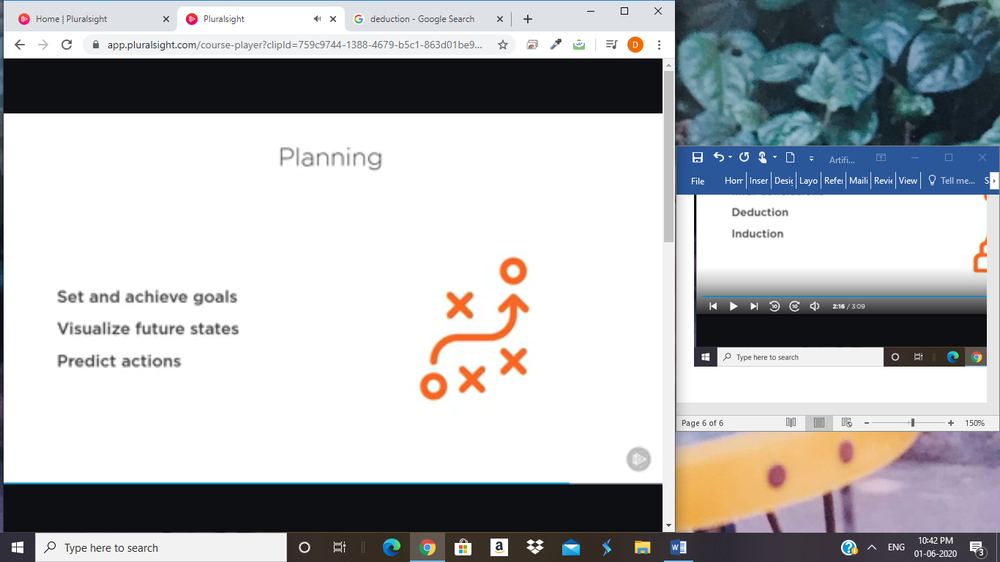 Home | Pluralsight
Pluralsight
deduction - Google Search
app.pluralsight.com/course-player?clipId=759c9744-1388-4679-b5c1-863d01be9...
D
Planning
Set and achieve goals
Visualize future states
Predict actions
Artifi...
File
Hom
Inser
Desig
Layo
Refer
Maili
Revie
View
Tell me...
Deduction
Induction
10
10
2:16 / 3:09
Type here to search
Page 6 of 6
150%
Type here to search
ENG
10:42 PM
01-06-2020
3